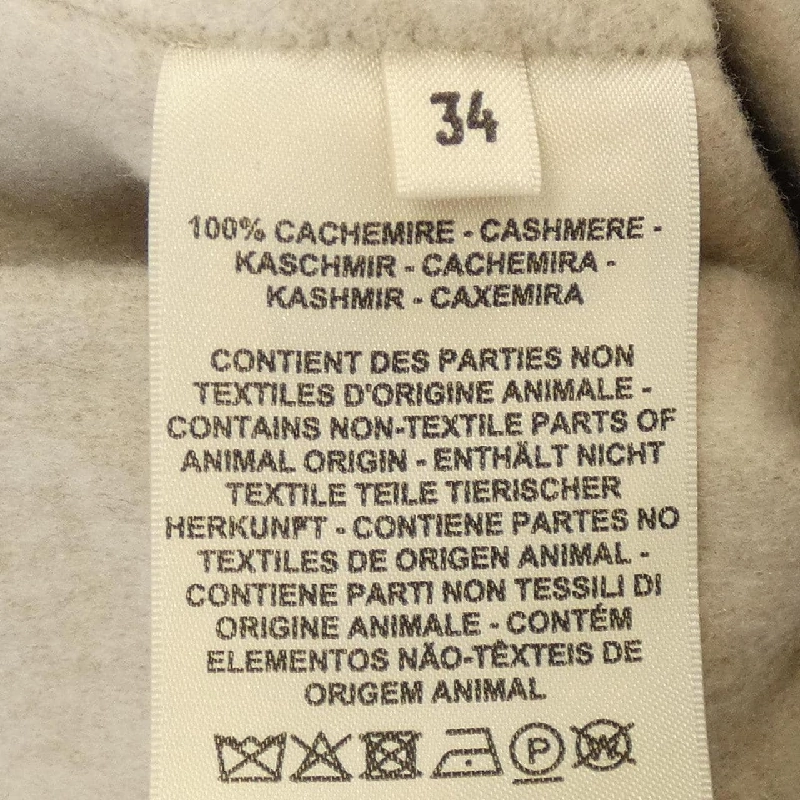 34
100% CACHEMIRE - CASHMERE -
KASCHMIR - CACHEMIRA -
KASHMIR - CAXEMIRA
CONTIENT DES PARTIES NON
TEXTILES D'ORIGINE ANIMALE -
CONTAINS NON-TEXTILE PARTS OF
ANIMAL ORIGIN - ENTHÄLT NICHT
TEXTILE TEILE TIERISCHER
HERKUNFT - CONTIENE PARTES NO
TEXTILES DE ORIGEN ANIMAL -
CONTIENE PARTI NON TESSILI DI
ORIGINE ANIMALE - CONTÉM
ELEMENTOS NÃO-TÊXTEIS DE
ORIGEM ANIMAL
P W